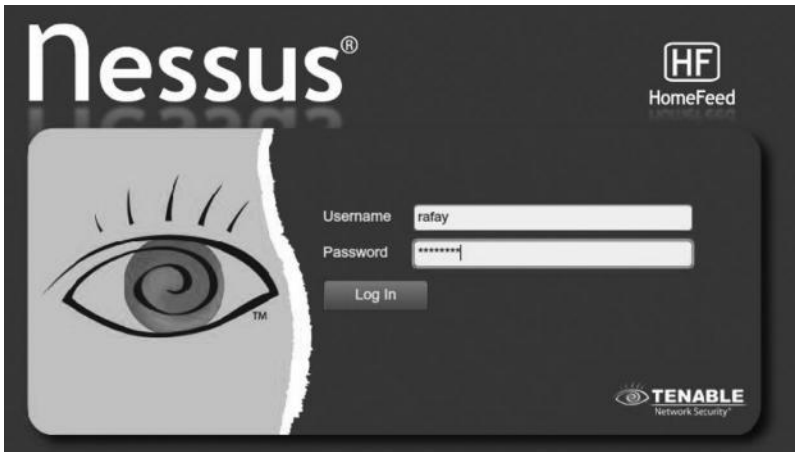 Nessus®
HF
HomeFeed
Username rafay
Password ********
Log In
TM
TENABLE
Network Security®